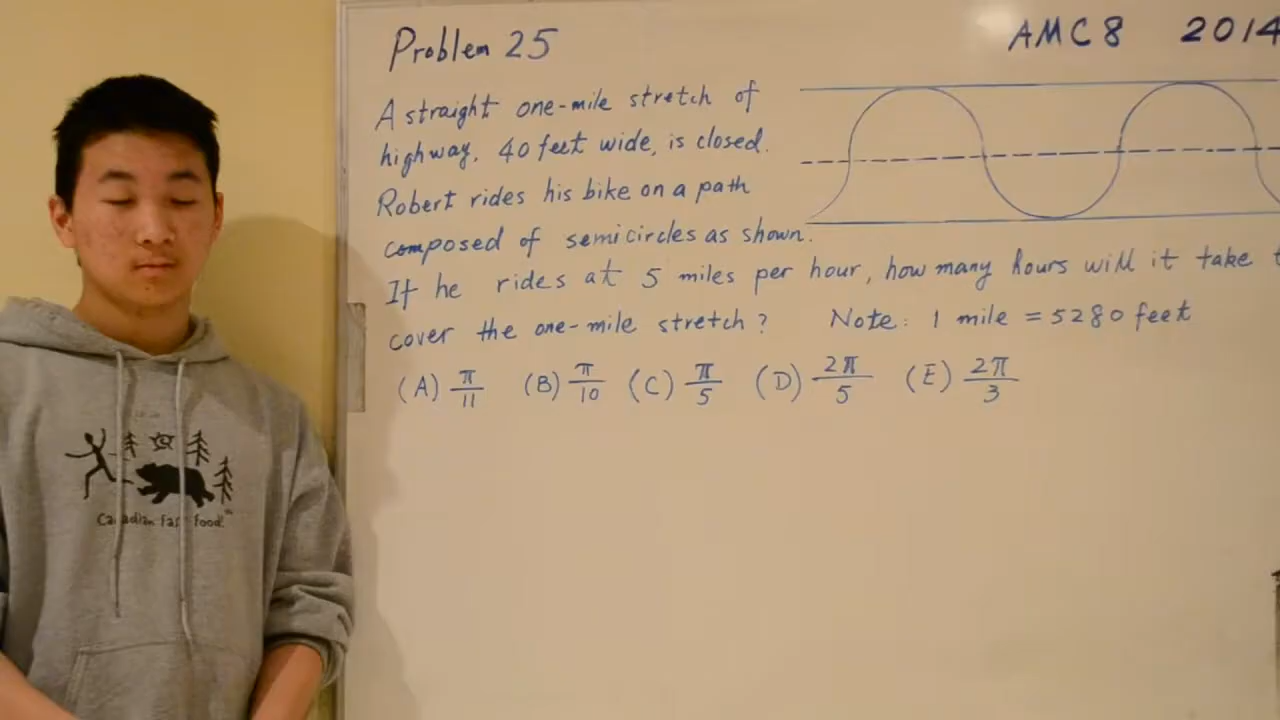 Problem 25
AMC 8 2014
A straight one-mile stretch of
highway, 40 feet wide, is closed.
Robert rides his bike on a path
composed of semicircles as shown.
If he rides at 5 miles per hour, how many hours will it take
cover the one-mile stretch? Note: 1 mile = 5280 feet
(A) π/11 (B) π/10 (C) π/5 (D) 2π/5 (E) 2π/3
Canadian Fast Food